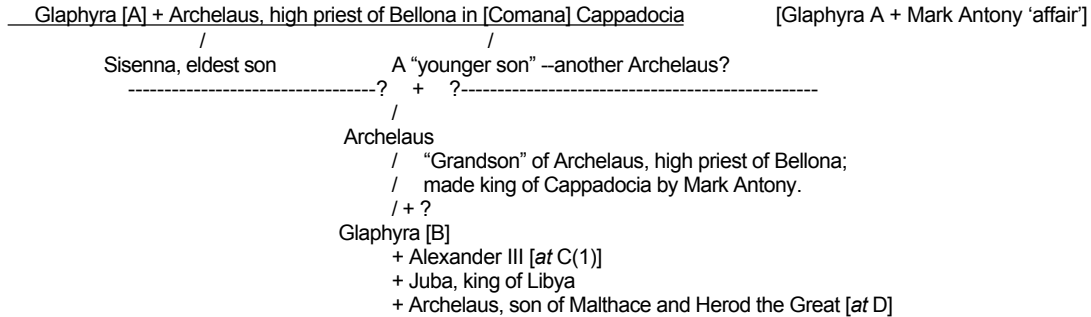 Glaphyra [A] + Archelaus, high priest of Bellona in [Comana] Cappadocia [Glaphyra A + Mark Antony ‘affair’]
/ /
Sisenna, eldest son A “younger son” --another Archelaus?
----------------------------------? + ?-------------------------------------------------
/
Archelaus
/ “Grandson” of Archelaus, high priest of Bellona;
/ made king of Cappadocia by Mark Antony.
/ + ?
Glaphyra [B]
+ Alexander III [at C(1)]
+ Juba, king of Libya
+ Archelaus, son of Malthace and Herod the Great [at D]